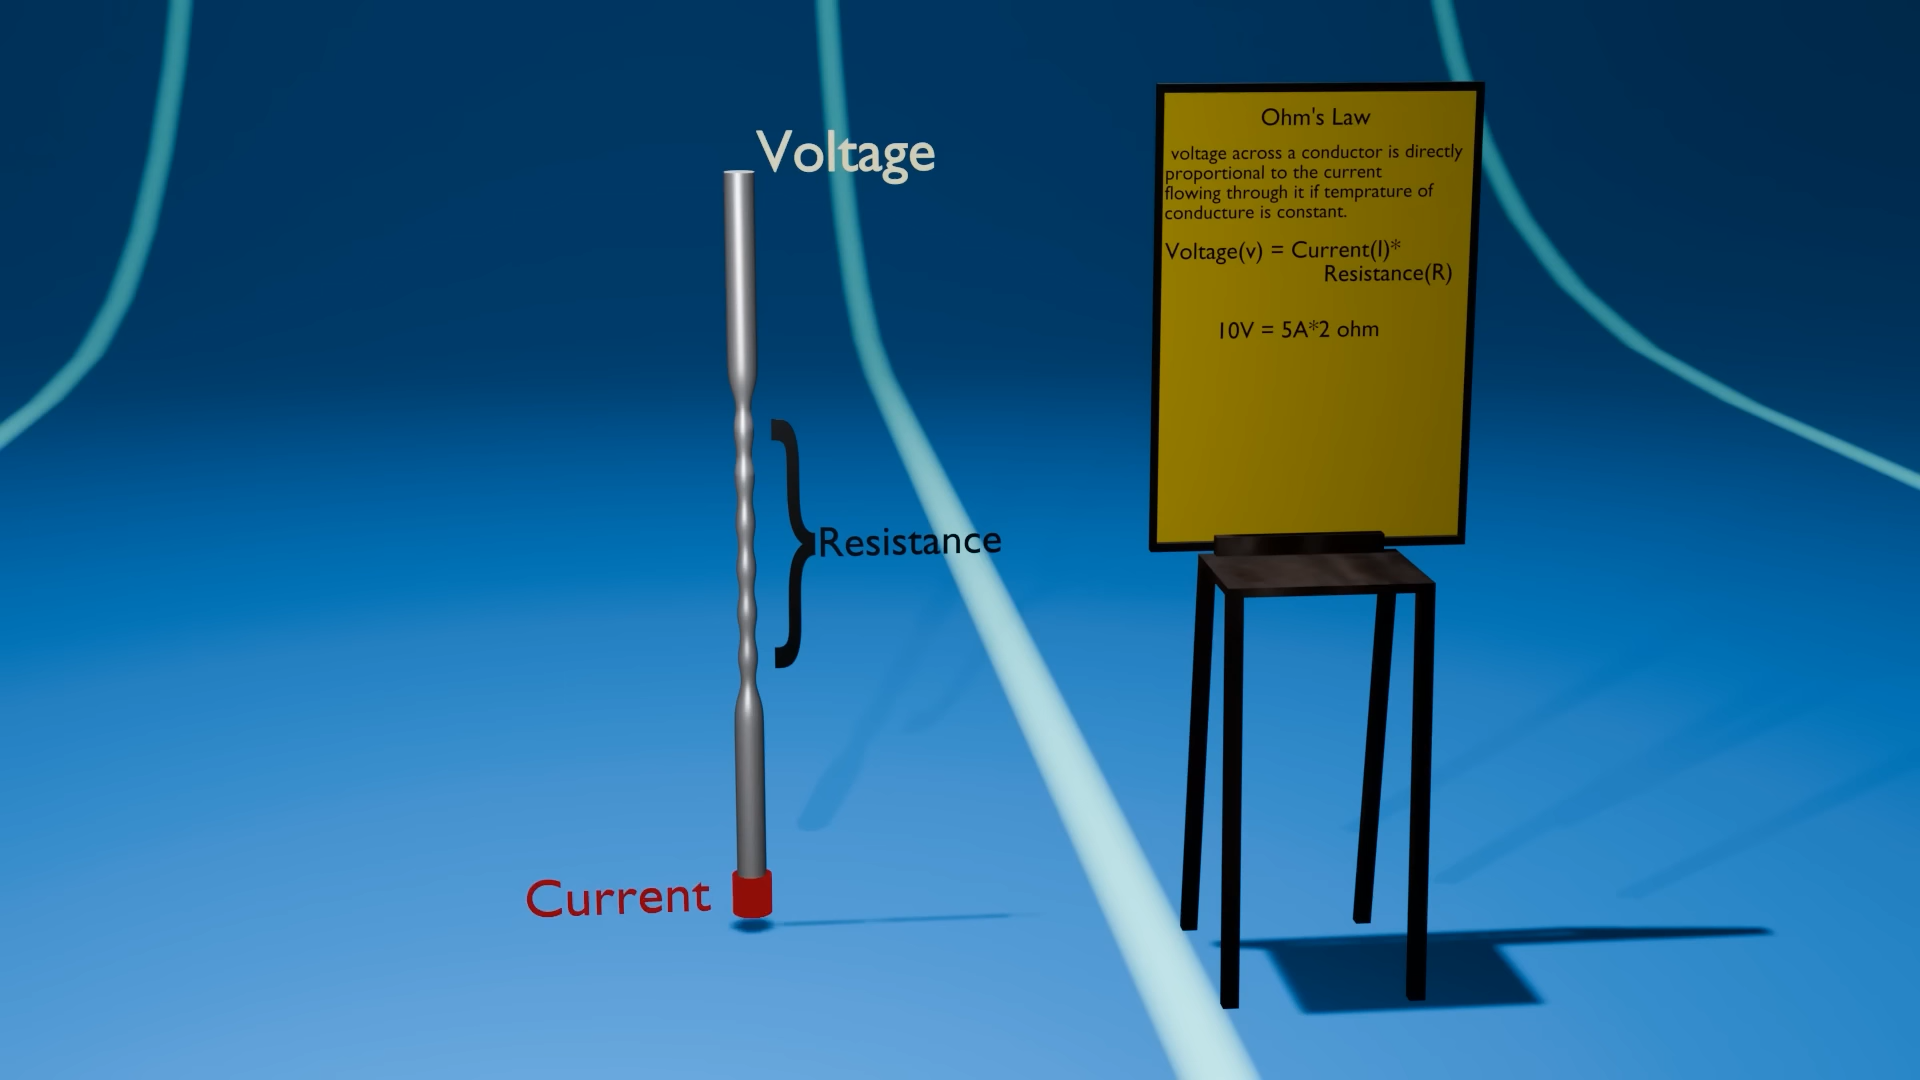 Voltage
Resistance
Current
Ohm's Law
voltage across a conductor is directly
proportional to the current
flowing through it if temprature of
conducture is constant.
Voltage(v) = Current(I)*
Resistance(R)
10V = 5A*2 ohm